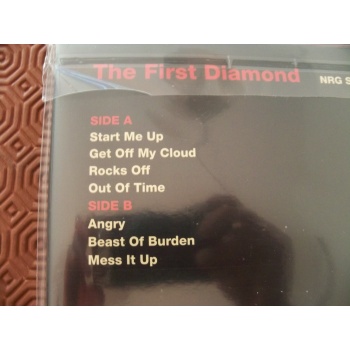 The First Diamond NRG S
SIDE A
Start Me Up
Get Off My Cloud
Rocks Off
Out Of Time
SIDE B
Angry
Beast Of Burden
Mess It Up